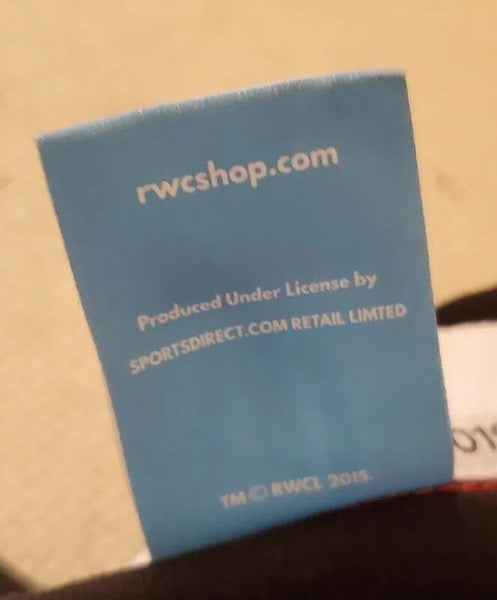 rwcshop.com
Produced Under License by
SPORTSDIRECT.COM RETAIL LIMTED
TM © RWCL 2015.